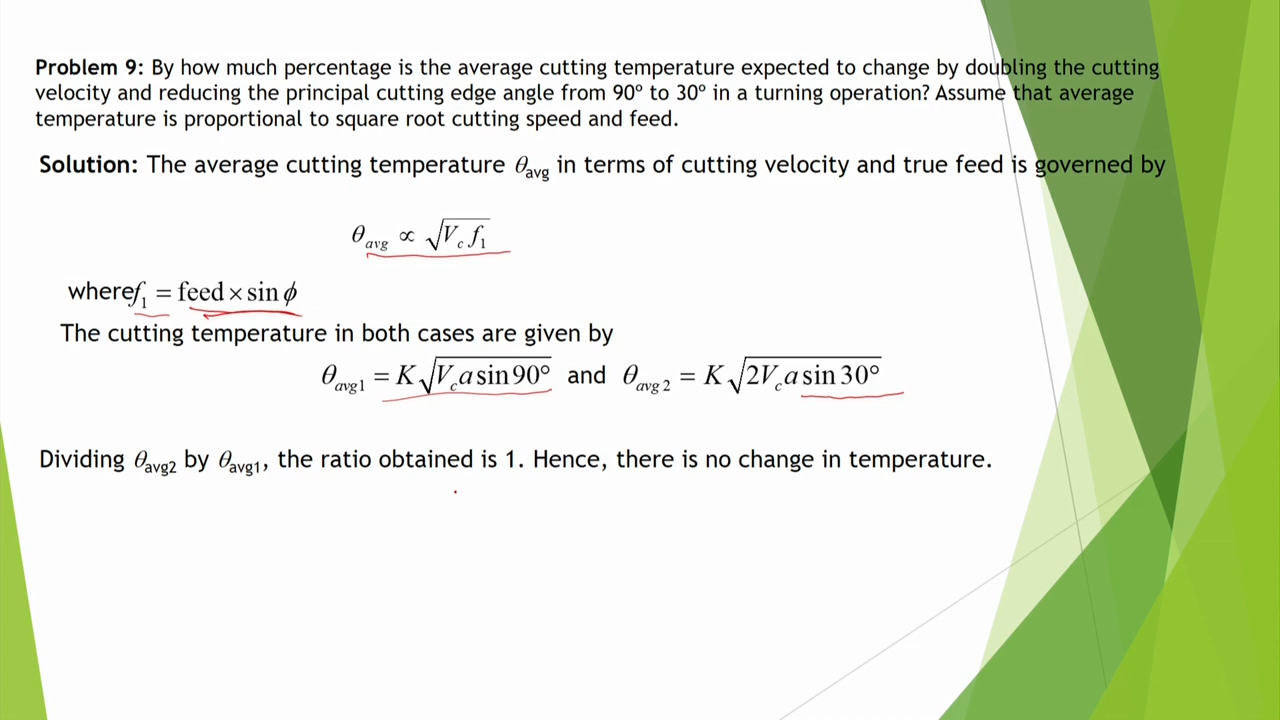 Problem 9: By how much percentage is the average cutting temperature expected to change by doubling the cutting
velocity and reducing the principal cutting edge angle from 90º to 30º in a turning operation? Assume that average
temperature is proportional to square root cutting speed and feed.
Solution: The average cutting temperature θavg in terms of cutting velocity and true feed is governed by
θavg ∝ √Vc f1
where f1 = feed × sin ϕ
The cutting temperature in both cases are given by
θavg1 = K√Vc a sin 90° and θavg 2 = K√2Vc a sin 30°
Dividing θavg2 by θavg1, the ratio obtained is 1. Hence, there is no change in temperature.